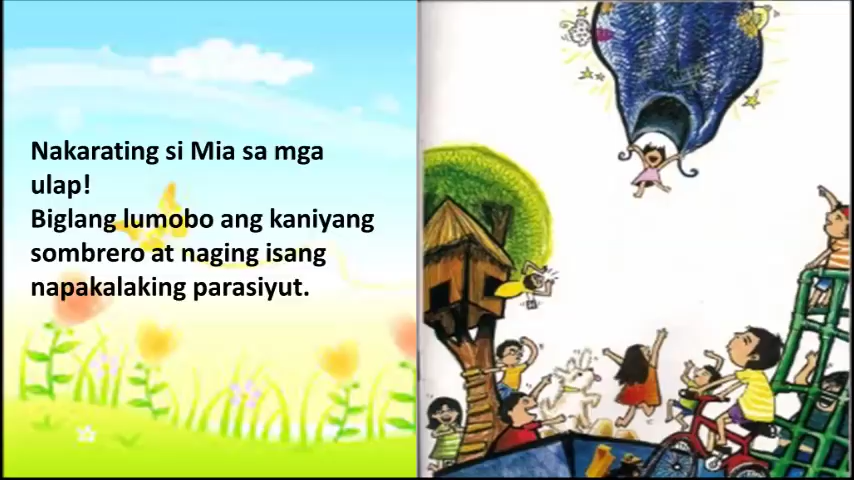 Nakarating si Mia sa mga
ulap!
Biglang lumobo ang kaniyang
sombrero at naging isang
napakalaking parasiyut.